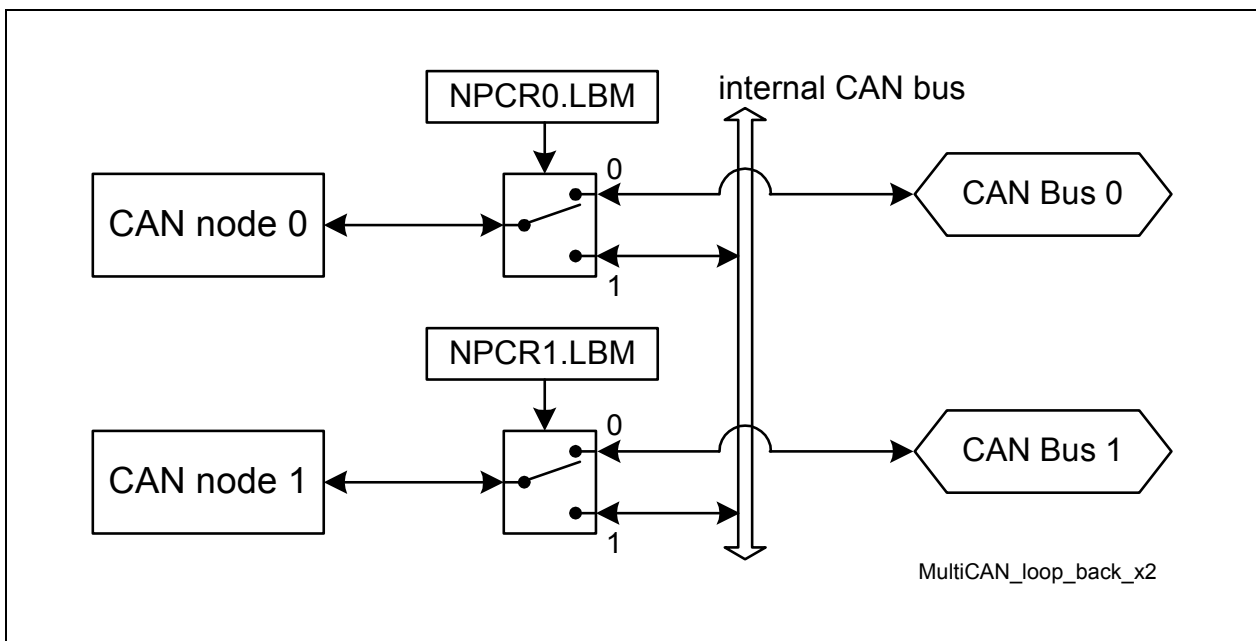 NPCR0.LBM
internal CAN bus
0
CAN node 0
CAN Bus 0
1
NPCR1.LBM
0
CAN node 1
CAN Bus 1
1
MultiCAN_loop_back_x2